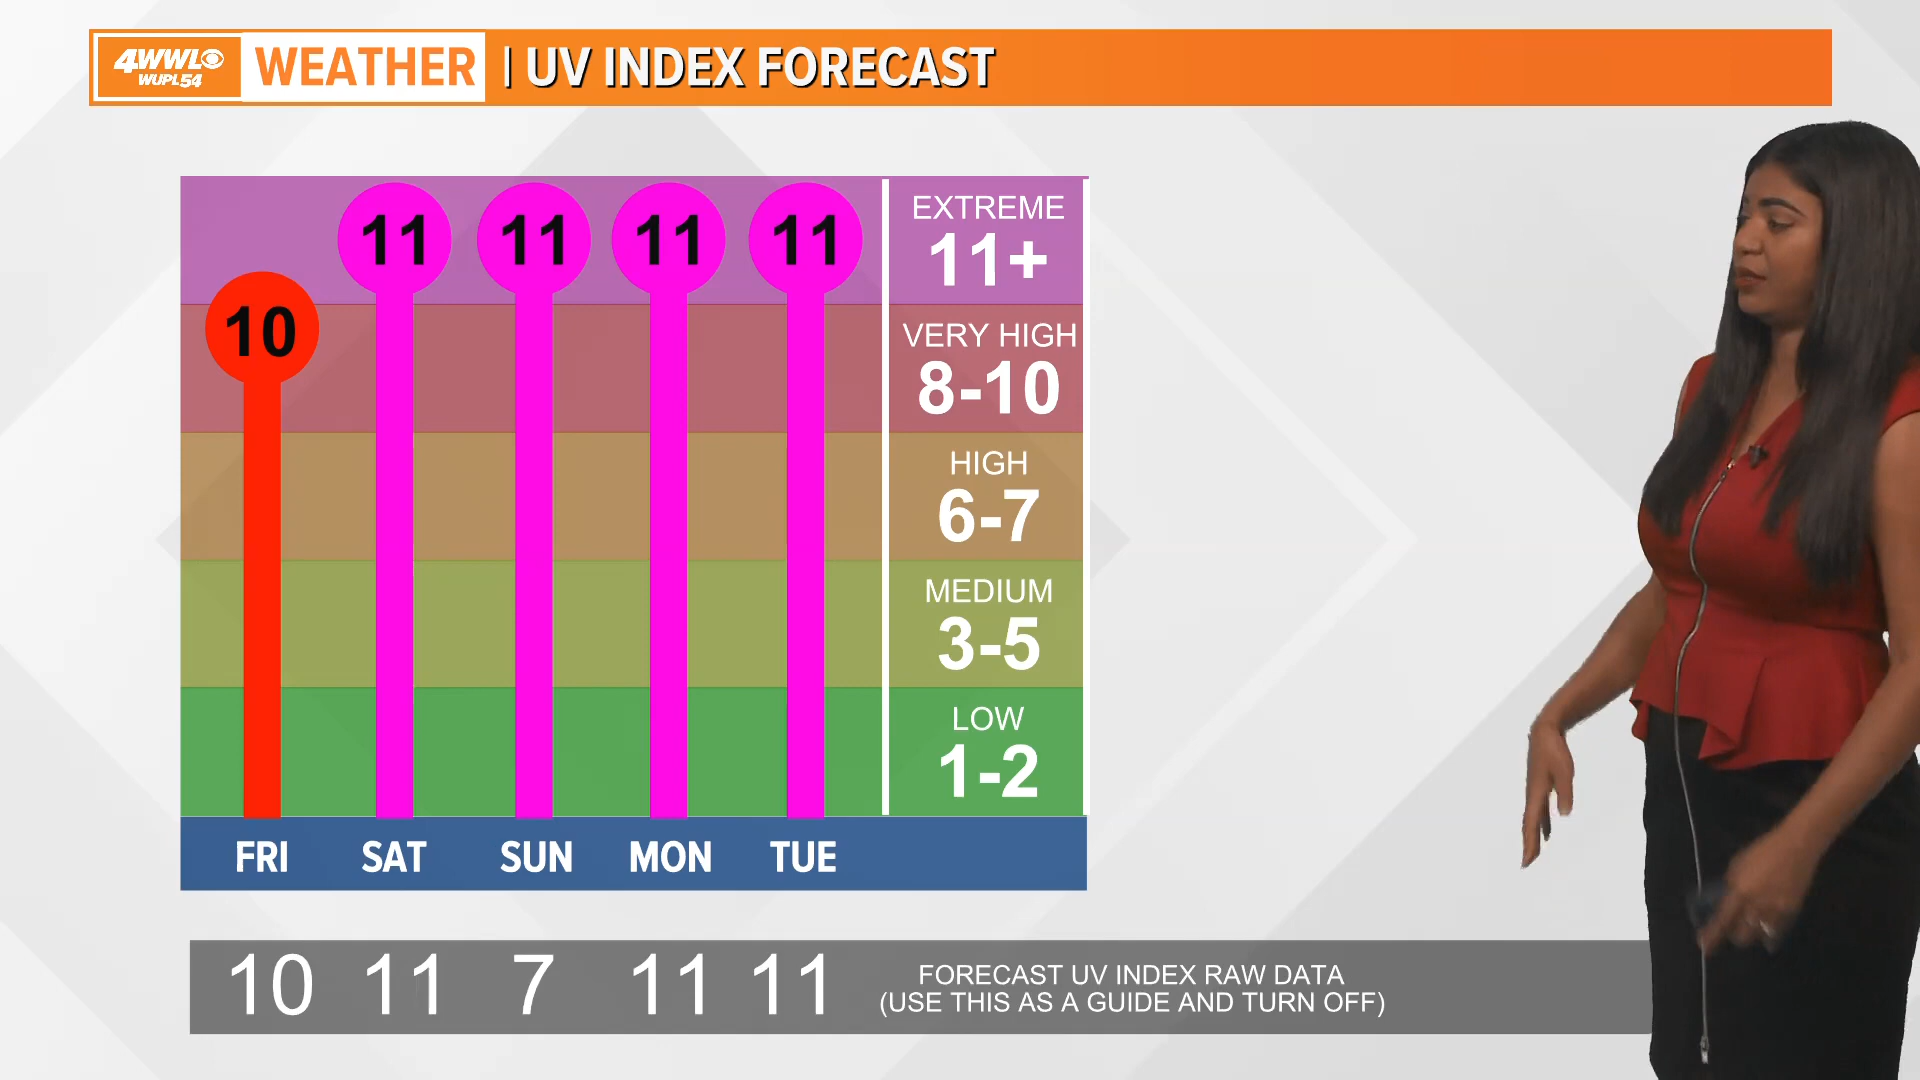 4WWL
WUPL54
WEATHER | UV INDEX FORECAST
10 11 11 11 11
EXTREME
11+
VERY HIGH
8-10
HIGH
6-7
MEDIUM
3-5
LOW
1-2
FRI SAT SUN MON TUE
10 11 7 11 11
FORECAST UV INDEX RAW DATA
(USE THIS AS A GUIDE AND TURN OFF)